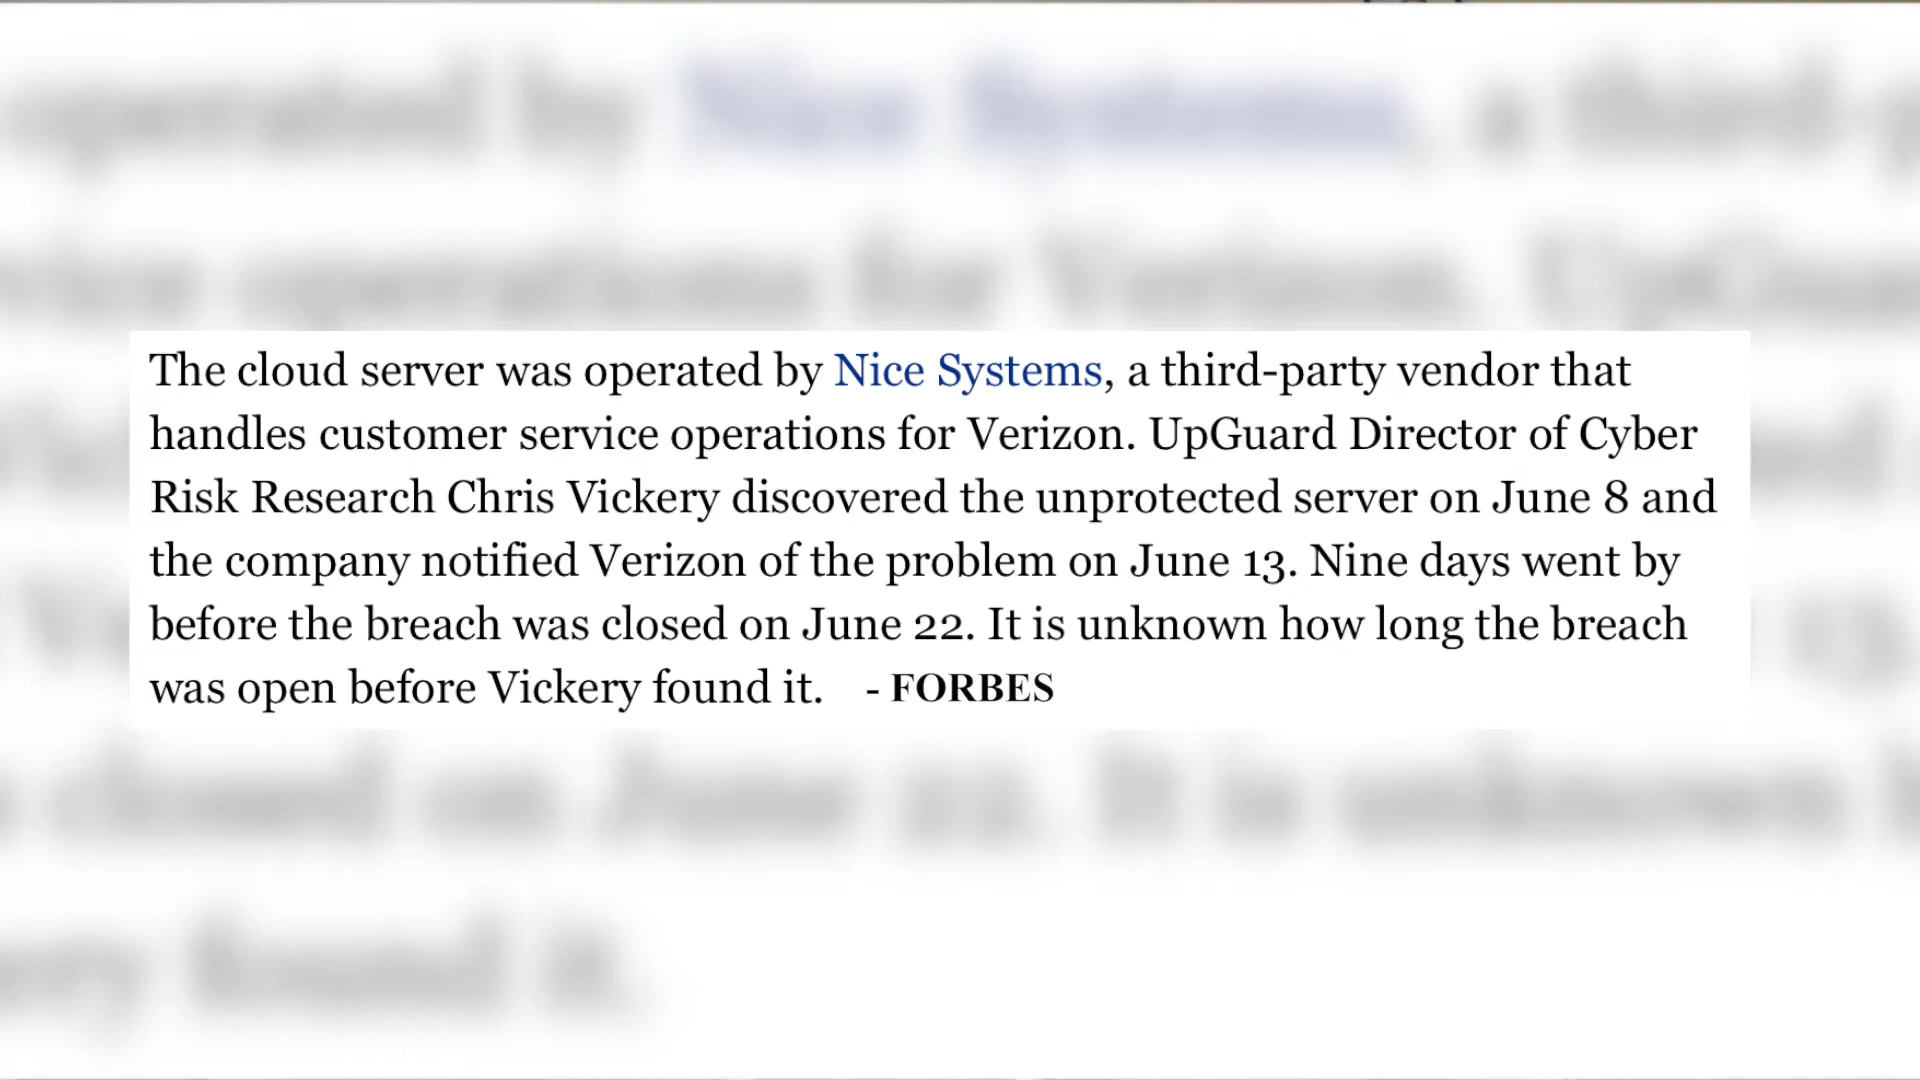 The cloud server was operated by Nice Systems, a third-party vendor that
handles customer service operations for Verizon. UpGuard Director of Cyber
Risk Research Chris Vickery discovered the unprotected server on June 8 and
the company notified Verizon of the problem on June 13. Nine days went by
before the breach was closed on June 22. It is unknown how long the breach
was open before Vickery found it. - FORBES